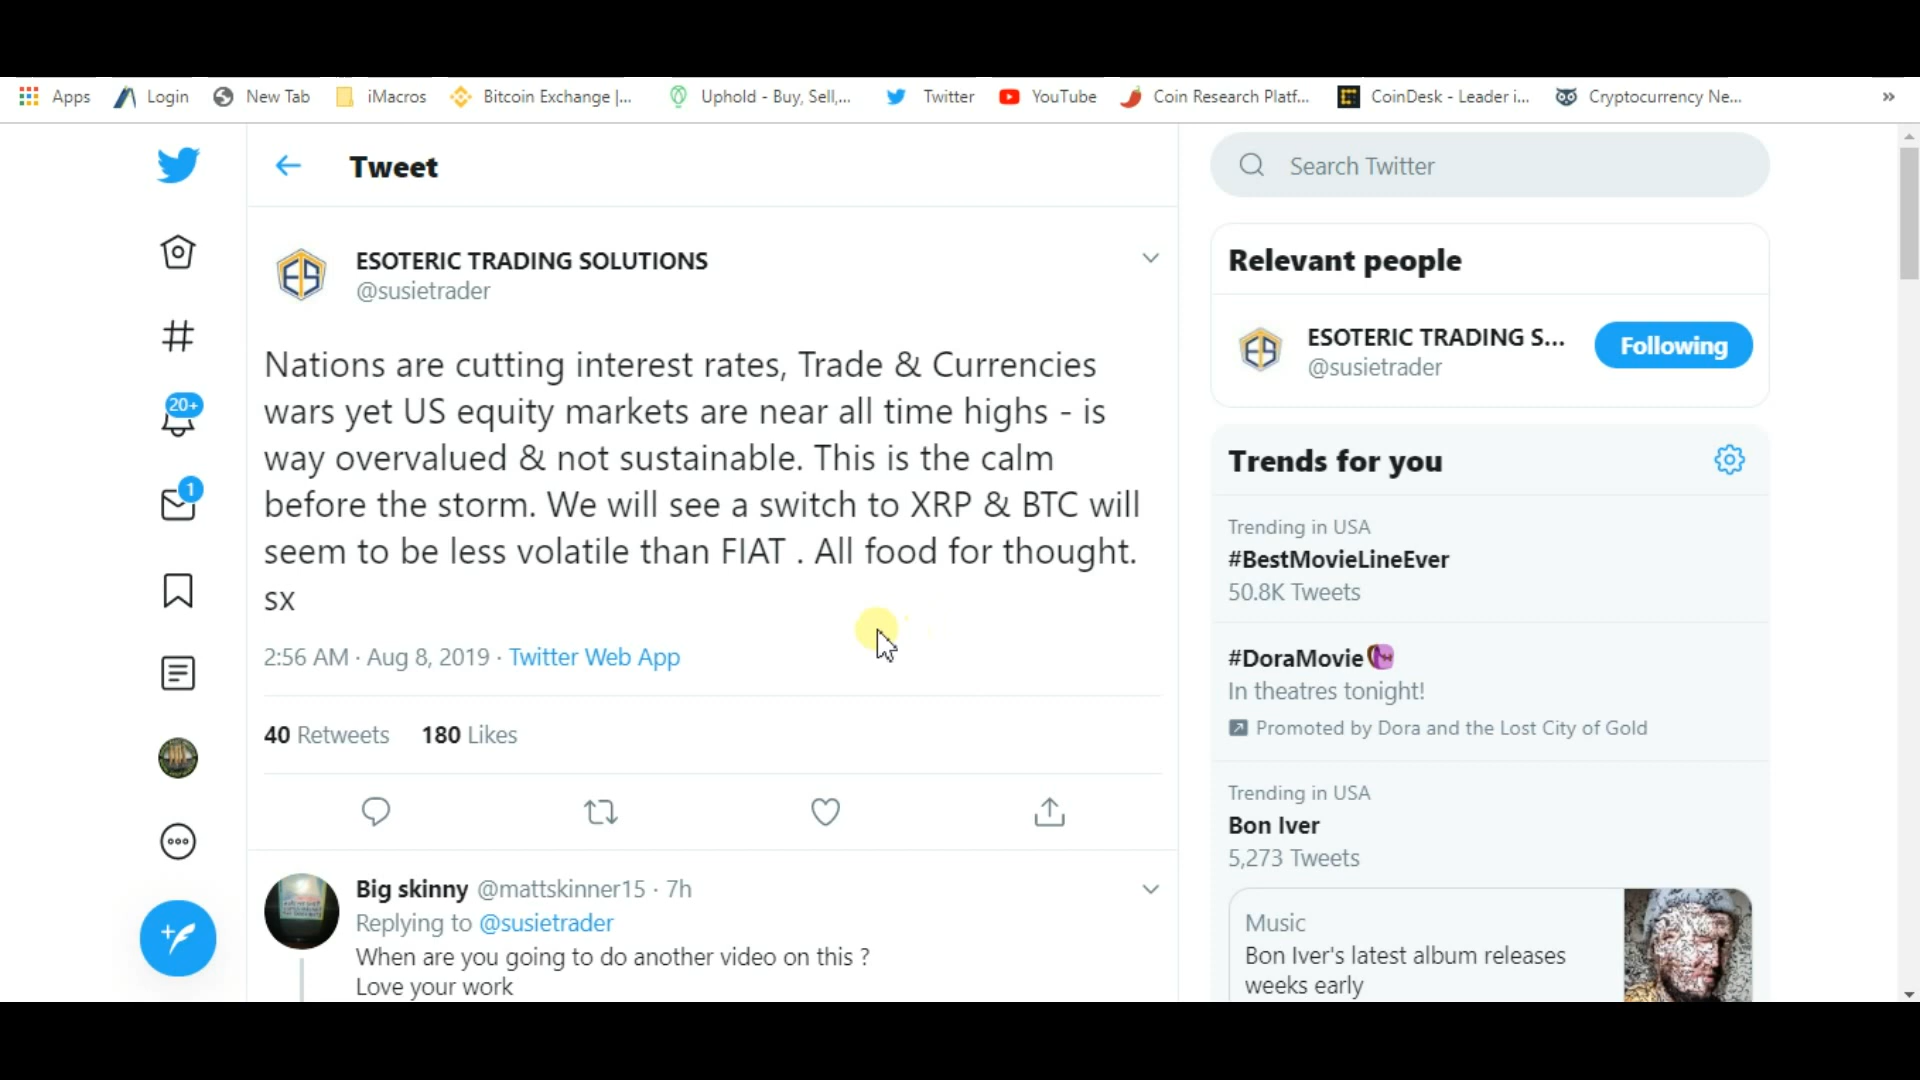 Apps Login New Tab iMacros Bitcoin Exchange |... Uphold - Buy, Sell,... Twitter YouTube Coin Research Platf... CoinDesk - Leader i... Cryptocurrency Ne... »
Tweet
ESOTERIC TRADING SOLUTIONS
@susietrader
Nations are cutting interest rates, Trade & Currencies
wars yet US equity markets are near all time highs - is
way overvalued & not sustainable. This is the calm
before the storm. We will see a switch to XRP & BTC will
seem to be less volatile than FIAT . All food for thought.
sx
2:56 AM · Aug 8, 2019 · Twitter Web App
40 Retweets 180 Likes
Big skinny @mattskinner15 · 7h
Replying to @susietrader
When are you going to do another video on this ?
Love your work
20+
1
Search Twitter
Relevant people
ESOTERIC TRADING S...
@susietrader
Following
Trends for you
Trending in USA
#BestMovieLineEver
50.8K Tweets
#DoraMovie
In theatres tonight!
Promoted by Dora and the Lost City of Gold
Trending in USA
Bon Iver
5,273 Tweets
Music
Bon Iver's latest album releases
weeks early